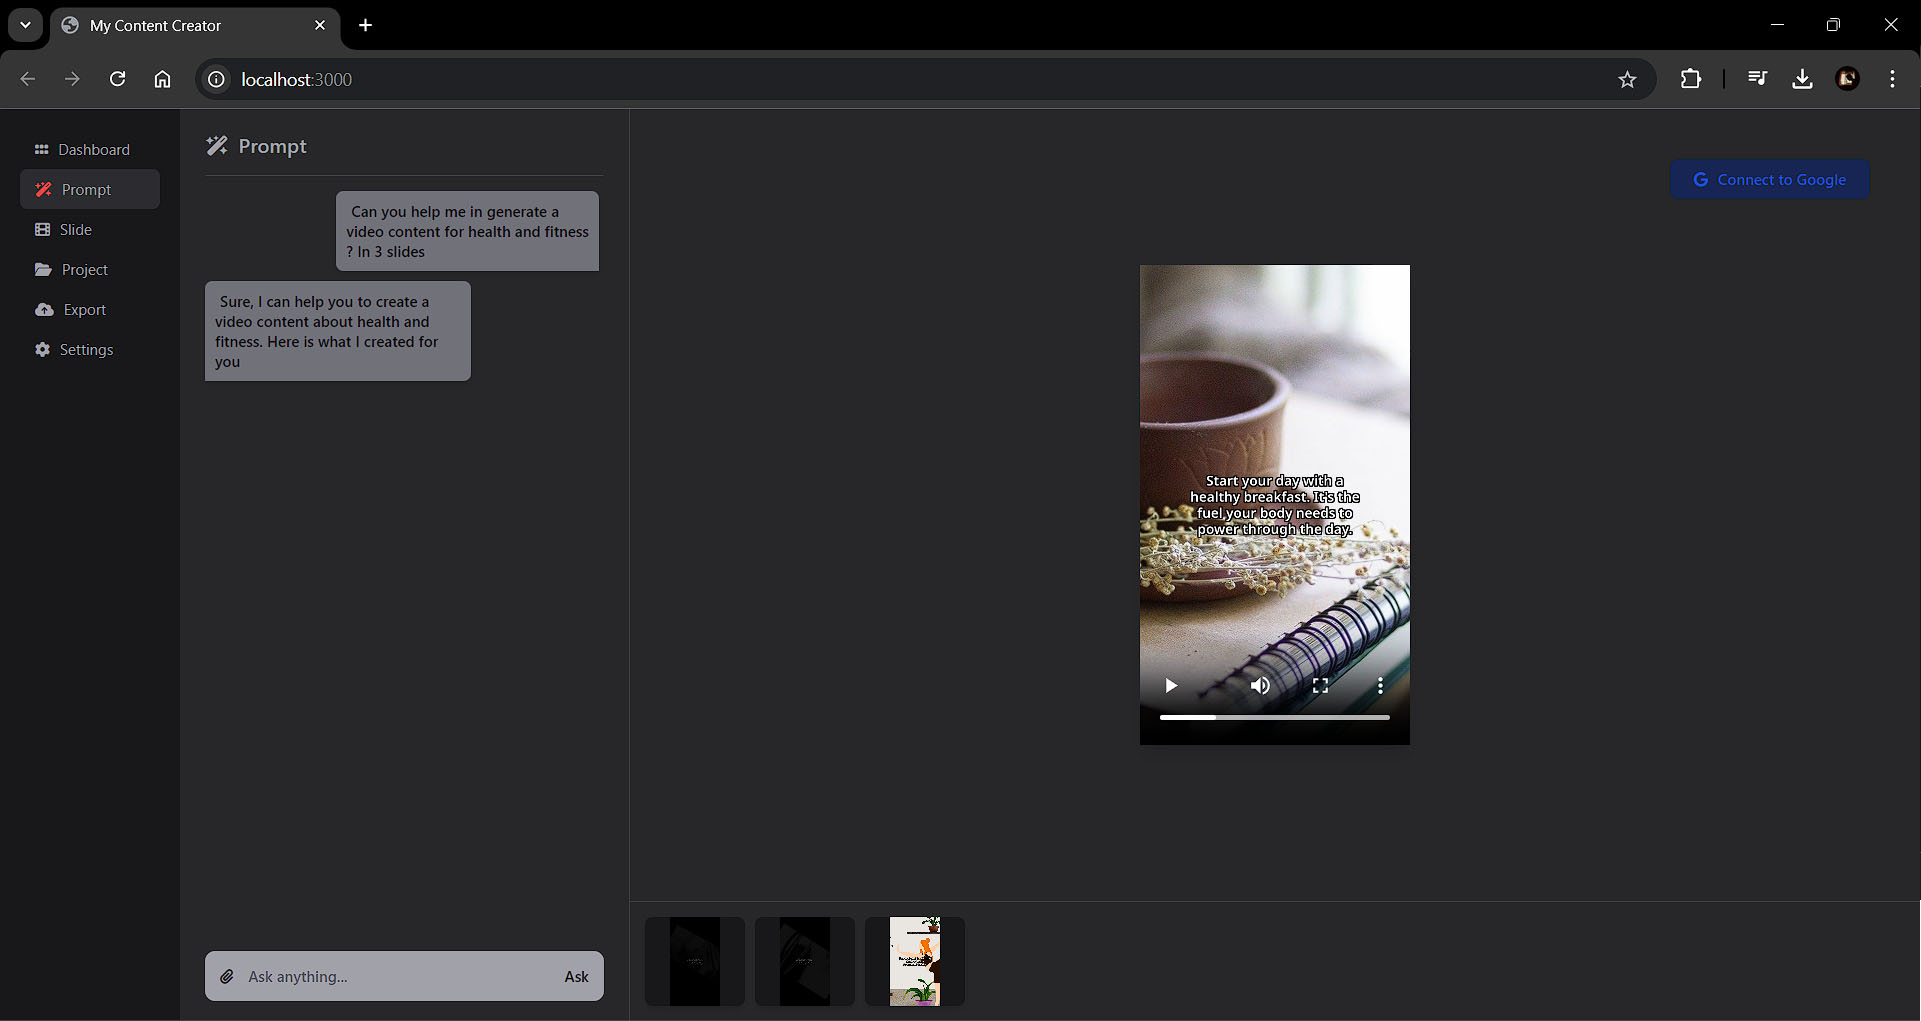 My Content Creator
localhost:3000
Dashboard
Prompt
Slide
Project
Export
Settings
Prompt
Can you help me in generate a
video content for health and fitness
? In 3 slides
Sure, I can help you to create a
video content about health and
fitness. Here is what I created for
you
Ask anything...
Ask
Connect to Google
Start your day with a
healthy breakfast. It's the
fuel your body needs to
power through the day.